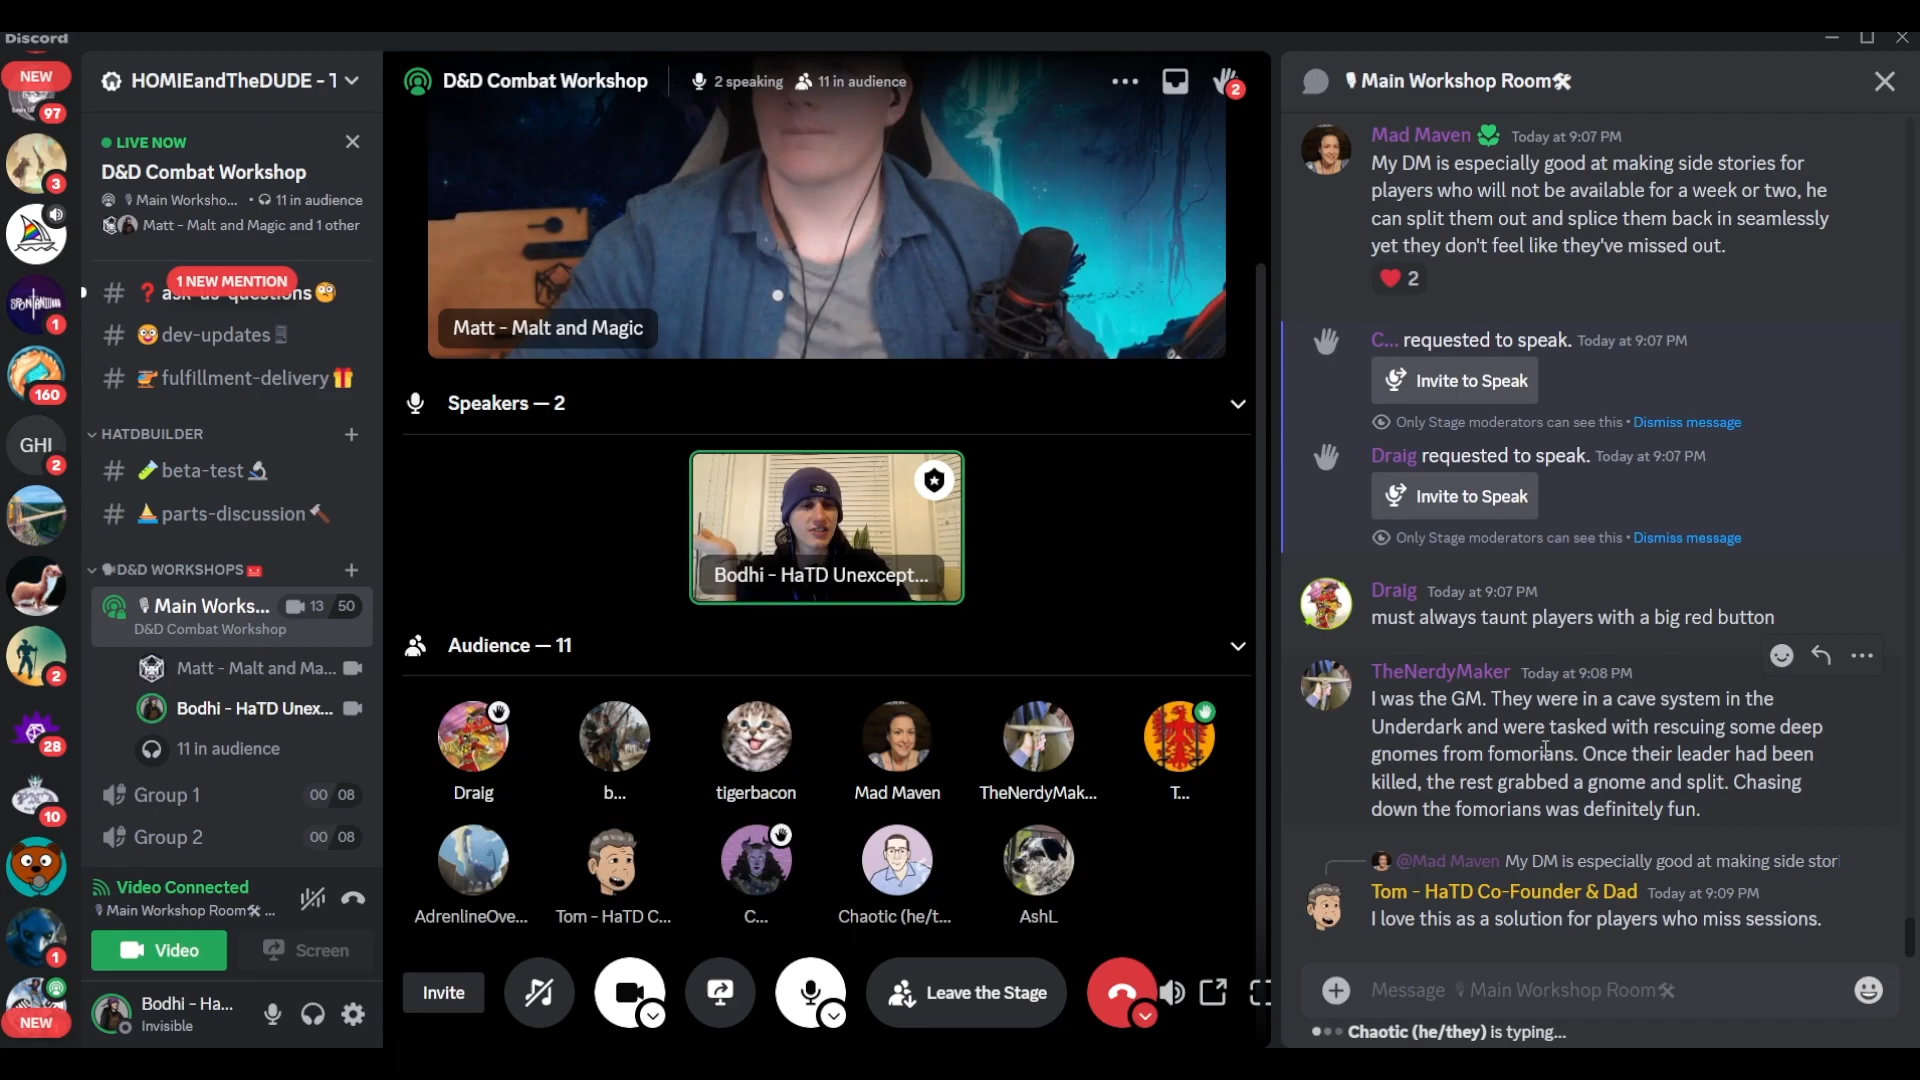 Discord
NEW
97
3
1
160
GHI
2
2
28
10
1
NEW
HOMIEandTheDUDE - T
LIVE NOW
D&D Combat Workshop
Main Worksho... • 11 in audience
Matt - Malt and Magic and 1 other
1 NEW MENTION
# ask-us-questions
# dev-updates
# fulfillment-delivery
HATDBUILDER
# beta-test
# parts-discussion
D&D WORKSHOPS
Main Works... 13 50
D&D Combat Workshop
Matt - Malt and Ma...
Bodhi - HaTD Unex...
11 in audience
Group 1 00 08
Group 2 00 08
Video Connected
Main Workshop Room ...
Video Screen
Bodhi - Ha...
Invisible
D&D Combat Workshop 2 speaking 11 in audience
2
Matt - Malt and Magic
Speakers — 2
Bodhi - HaTD Unexcept...
Audience — 11
Draig b... tigerbacon Mad Maven TheNerdyMak... T...
AdrenlineOve... Tom - HaTD C... C... Chaotic (he/t... AshL
Invite Leave the Stage
Main Workshop Room
Mad Maven Today at 9:07 PM
My DM is especially good at making side stories for
players who will not be available for a week or two, he
can split them out and splice them back in seamlessly
yet they don't feel like they've missed out.
2
C... requested to speak. Today at 9:07 PM
Invite to Speak
Only Stage moderators can see this • Dismiss message
Draig requested to speak. Today at 9:07 PM
Invite to Speak
Only Stage moderators can see this • Dismiss message
Draig Today at 9:07 PM
must always taunt players with a big red button
TheNerdyMaker Today at 9:08 PM
I was the GM. They were in a cave system in the
Underdark and were tasked with rescuing some deep
gnomes from fomorians. Once their leader had been
killed, the rest grabbed a gnome and split. Chasing
down the fomorians was definitely fun.
@Mad Maven My DM is especially good at making side stori
Tom - HaTD Co-Founder & Dad Today at 9:09 PM
I love this as a solution for players who miss sessions.
Message Main Workshop Room
Chaotic (he/they) is typing...